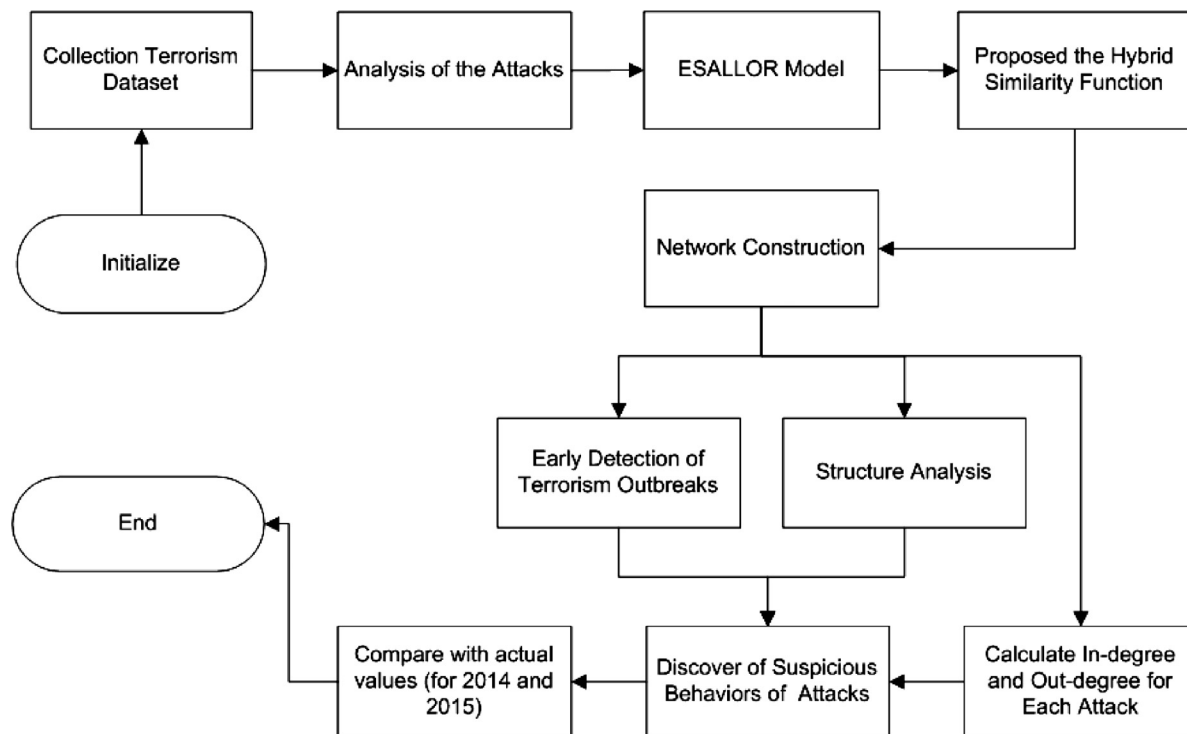 Collection Terrorism
Dataset
Analysis of the Attacks
ESALLOR Model
Proposed the Hybrid
Similarity Function
Initialize
Network Construction
Early Detection of
Terrorism Outbreaks
Structure Analysis
End
Compare with actual
values (for 2014 and
2015)
Discover of Suspicious
Behaviors of Attacks
Calculate In-degree
and Out-degree for
Each Attack